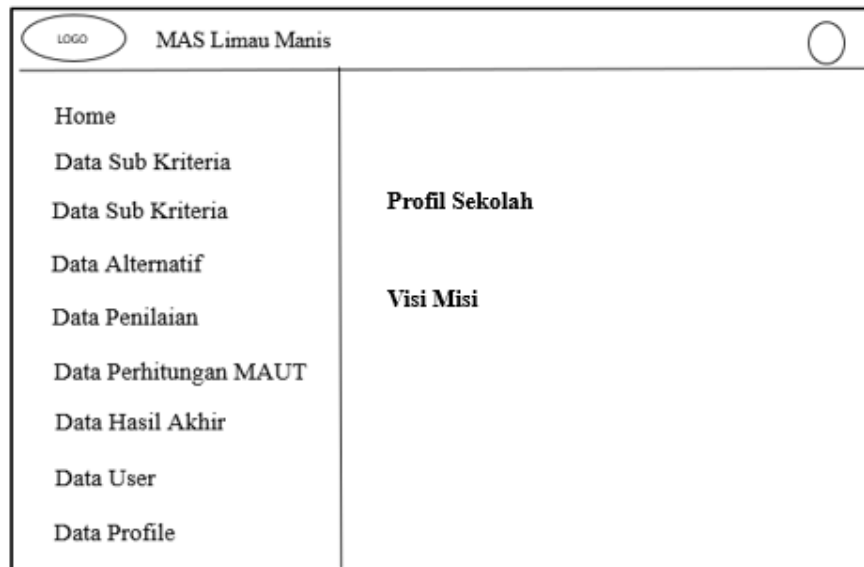 LOGO
MAS Limau Manis
Home
Data Sub Kriteria
Data Sub Kriteria
Data Alternatif
Data Penilaian
Data Perhitungan MAUT
Data Hasil Akhir
Data User
Data Profile
Profil Sekolah
Visi Misi